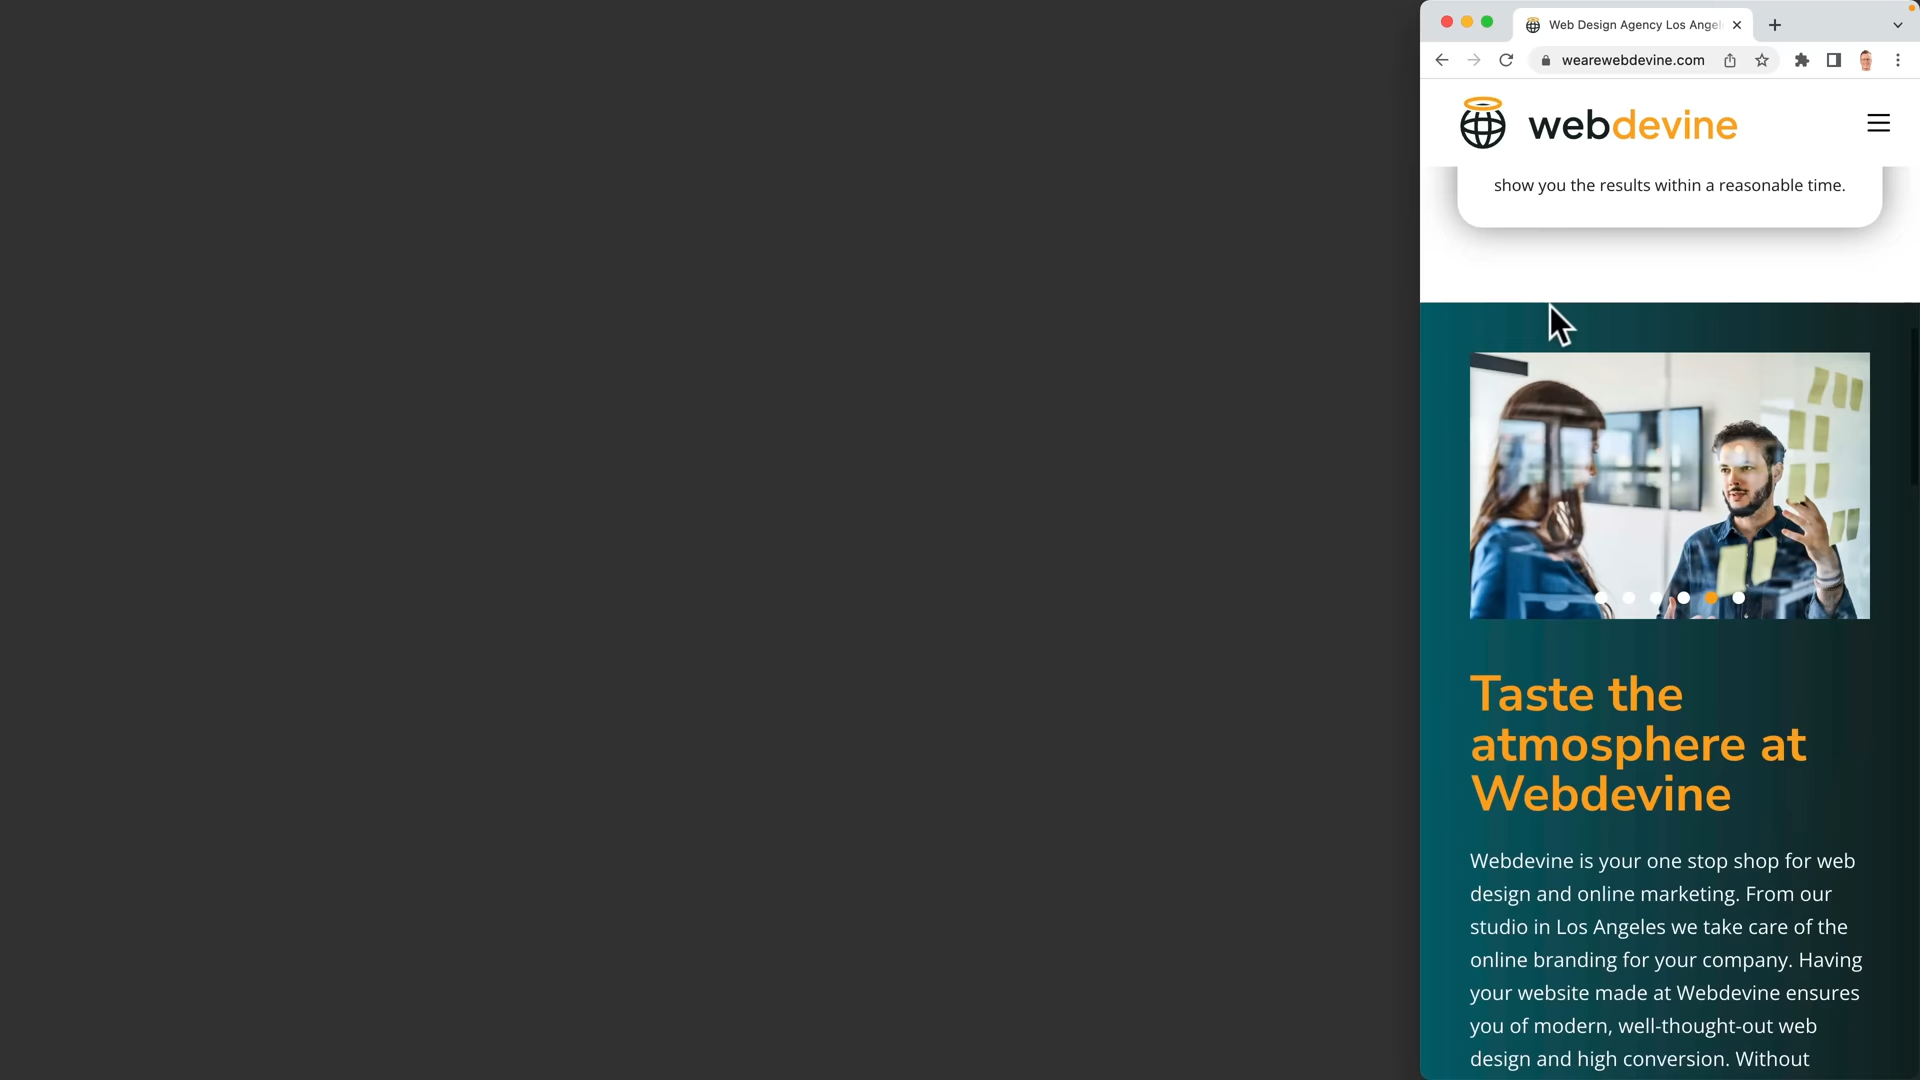 Web Design Agency Los Angel
wearewebdevine.com
webdevine
show you the results within a reasonable time.
Taste the
atmosphere at
Webdevine
Webdevine is your one stop shop for web
design and online marketing. From our
studio in Los Angeles we take care of the
online branding for your company. Having
your website made at Webdevine ensures
you of modern, well-thought-out web
design and high conversion. Without